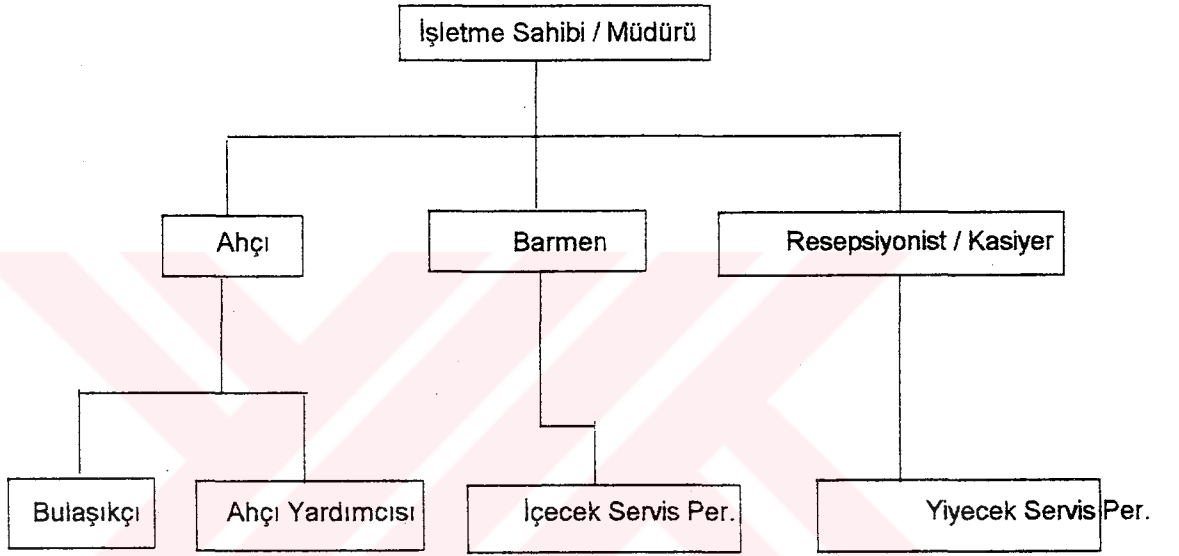 İşletme Sahibi / Müdürü
Ahçı
Barmen
Resepsiyonist / Kasiyer
Bulaşıkçı
Ahçı Yardımcısı
İçecek Servis Per.
Yiyecek Servis Per.